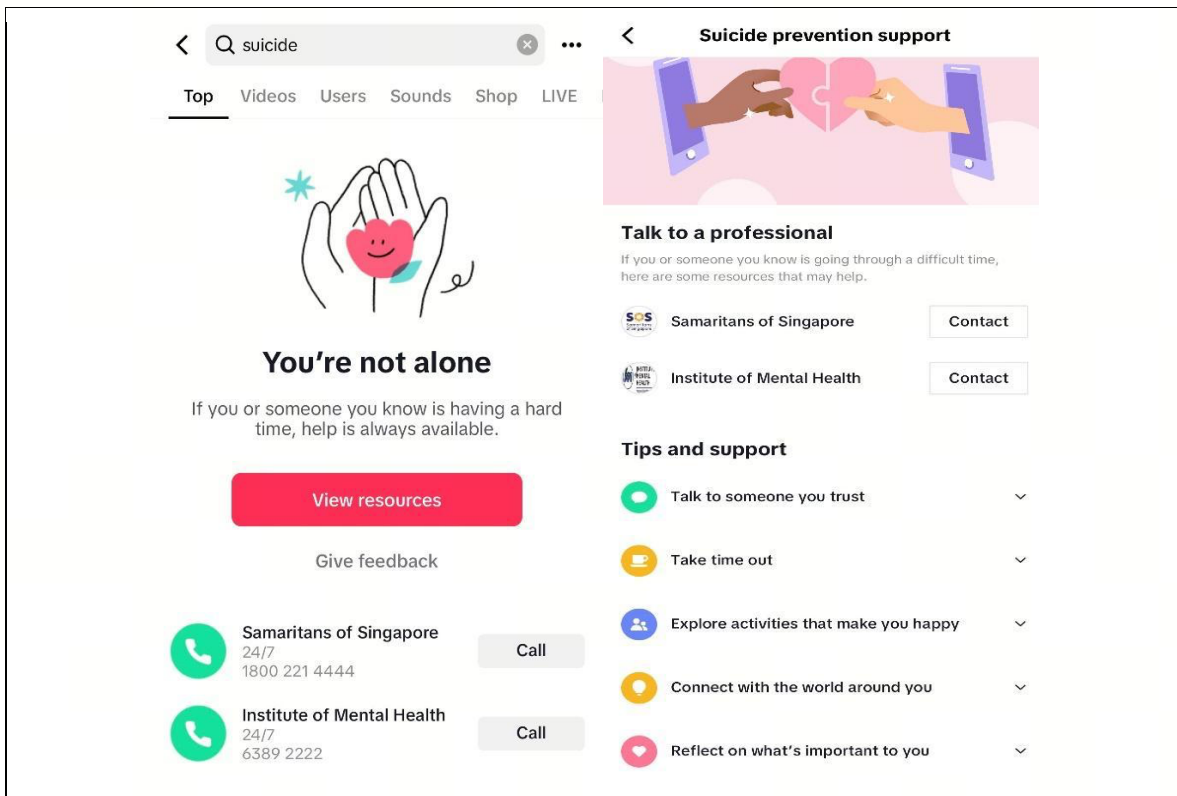 suicide
Top Videos Users Sounds Shop LIVE
You're not alone
If you or someone you know is having a hard
time, help is always available.
View resources
Give feedback
Samaritans of Singapore
24/7
1800 221 4444
Call
Institute of Mental Health
24/7
6389 2222
Call
Suicide prevention support
Talk to a professional
If you or someone you know is going through a difficult time,
here are some resources that may help.
SOS
Samaritans of Singapore
Contact
Institute of Mental Health
Contact
Tips and support
Talk to someone you trust
Take time out
Explore activities that make you happy
Connect with the world around you
Reflect on what's important to you